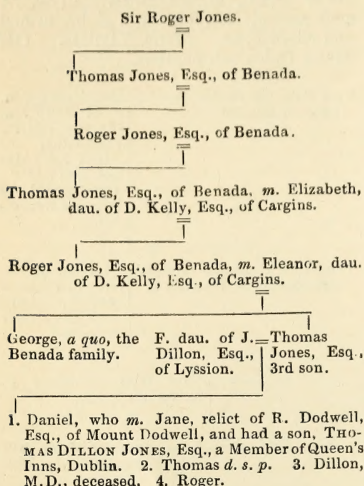 Sir Roger Jones.
Thomas Jones, Esq., of Benada.
Roger Jones, Esq., of Benada.
Thomas Jones, Esq., of Benada, m. Elizabeth,
dau. of D. Kelly, Esq., of Cargins.
Roger Jones, Esq., of Benada, m. Eleanor, dau.
of D. Kelly, Esq., of Cargins.
George, a quo, the
Benada family.
F. dau. of J.
Dillon, Esq.,
of Lyssion.
Thomas
Jones, Esq.,
3rd son.
1. Daniel, who m. Jane, relict of R. Dodwell,
Esq., of Mount Dodwell, and had a son, THO-
MAS DILLON JONES, Esq., a Member of Queen's
Inns, Dublin. 2. Thomas d. s. p. 3. Dillon,
M.D., deceased. 4. Roger.